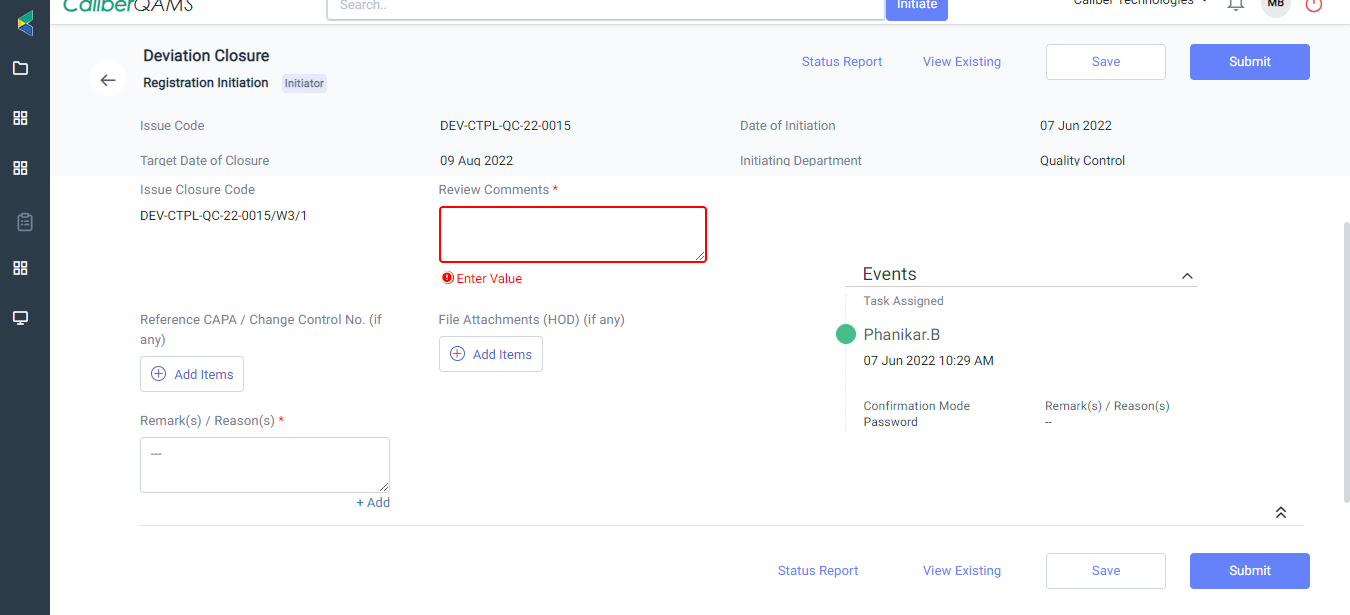 CaliberQAMS
Search..
Initiate
Caliber Technologies
MB
Deviation Closure
Registration Initiation Initiator
Status Report
View Existing
Save
Submit
Issue Code
DEV-CTPL-QC-22-0015
Date of Initiation
07 Jun 2022
Target Date of Closure
09 Aug 2022
Initiating Department
Quality Control
Issue Closure Code
DEV-CTPL-QC-22-0015/W3/1
Review Comments *
Enter Value
Reference CAPA / Change Control No. (if
any)
Add Items
File Attachments (HOD) (if any)
Add Items
Remark(s) / Reason(s) *
---
+ Add
Events
Task Assigned
Phanikar.B
07 Jun 2022 10:29 AM
Confirmation Mode
Password
Remark(s) / Reason(s)
--
Status Report
View Existing
Save
Submit